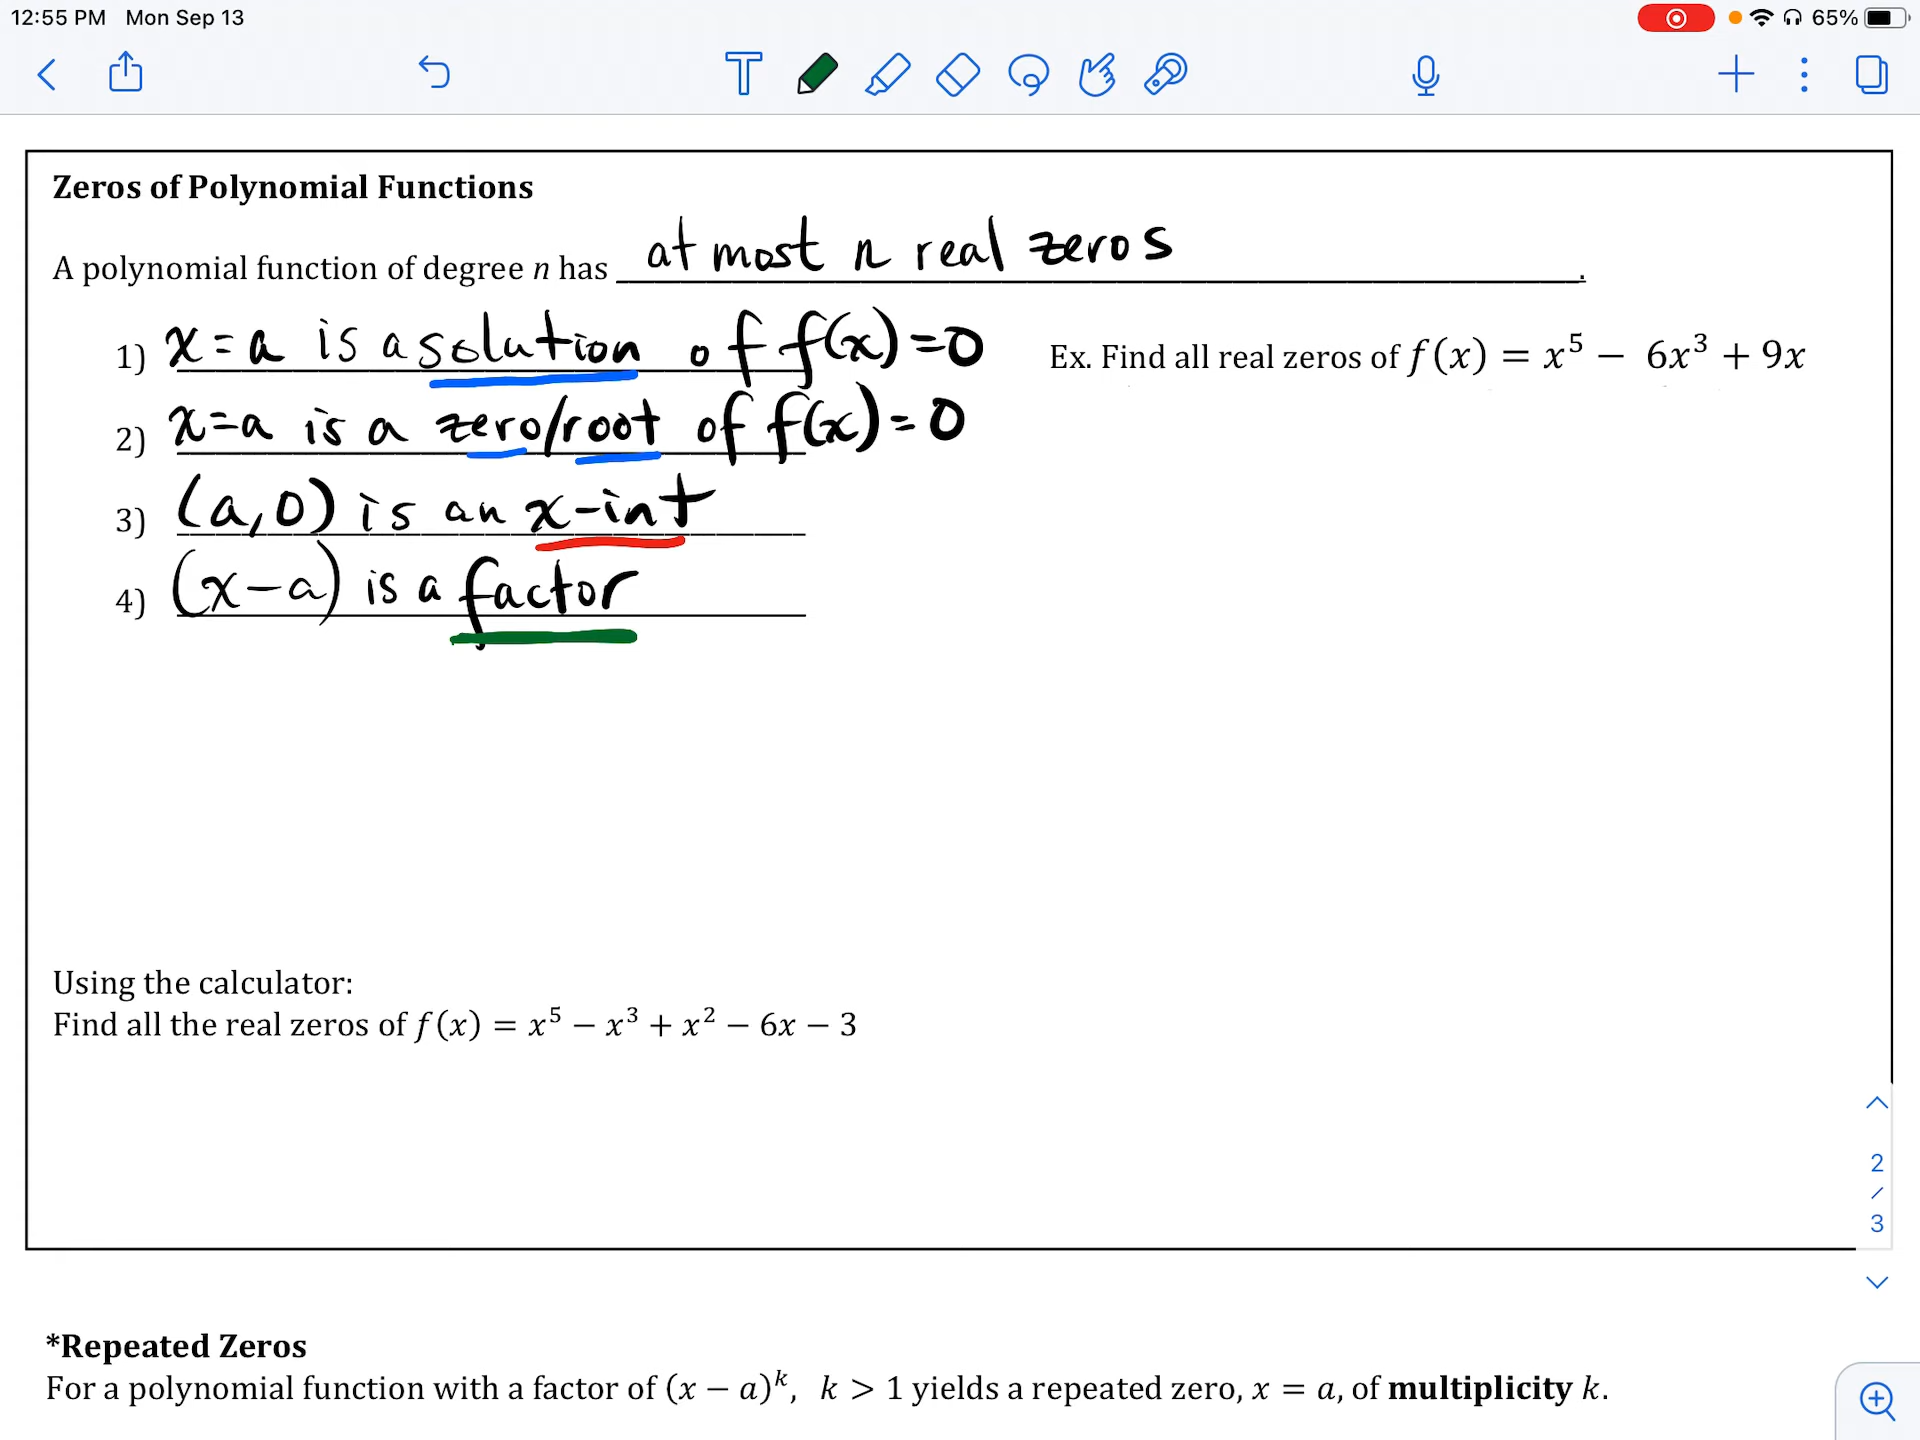 12:55 PM Mon Sep 13 65%
T
Zeros of Polynomial Functions
A polynomial function of degree n has at most n real zeros.
1) x=a is a solution of f(x)=0
Ex. Find all real zeros of f(x) = x⁵ − 6x³ + 9x
2) x=a is a zero/root of f(x)=0
3) (a,0) is an x-int
4) (x-a) is a factor
Using the calculator:
Find all the real zeros of f(x) = x⁵ − x³ + x² − 6x − 3
2
/
3
*Repeated Zeros
For a polynomial function with a factor of (x − a)ᵏ, k > 1 yields a repeated zero, x = a, of multiplicity k.